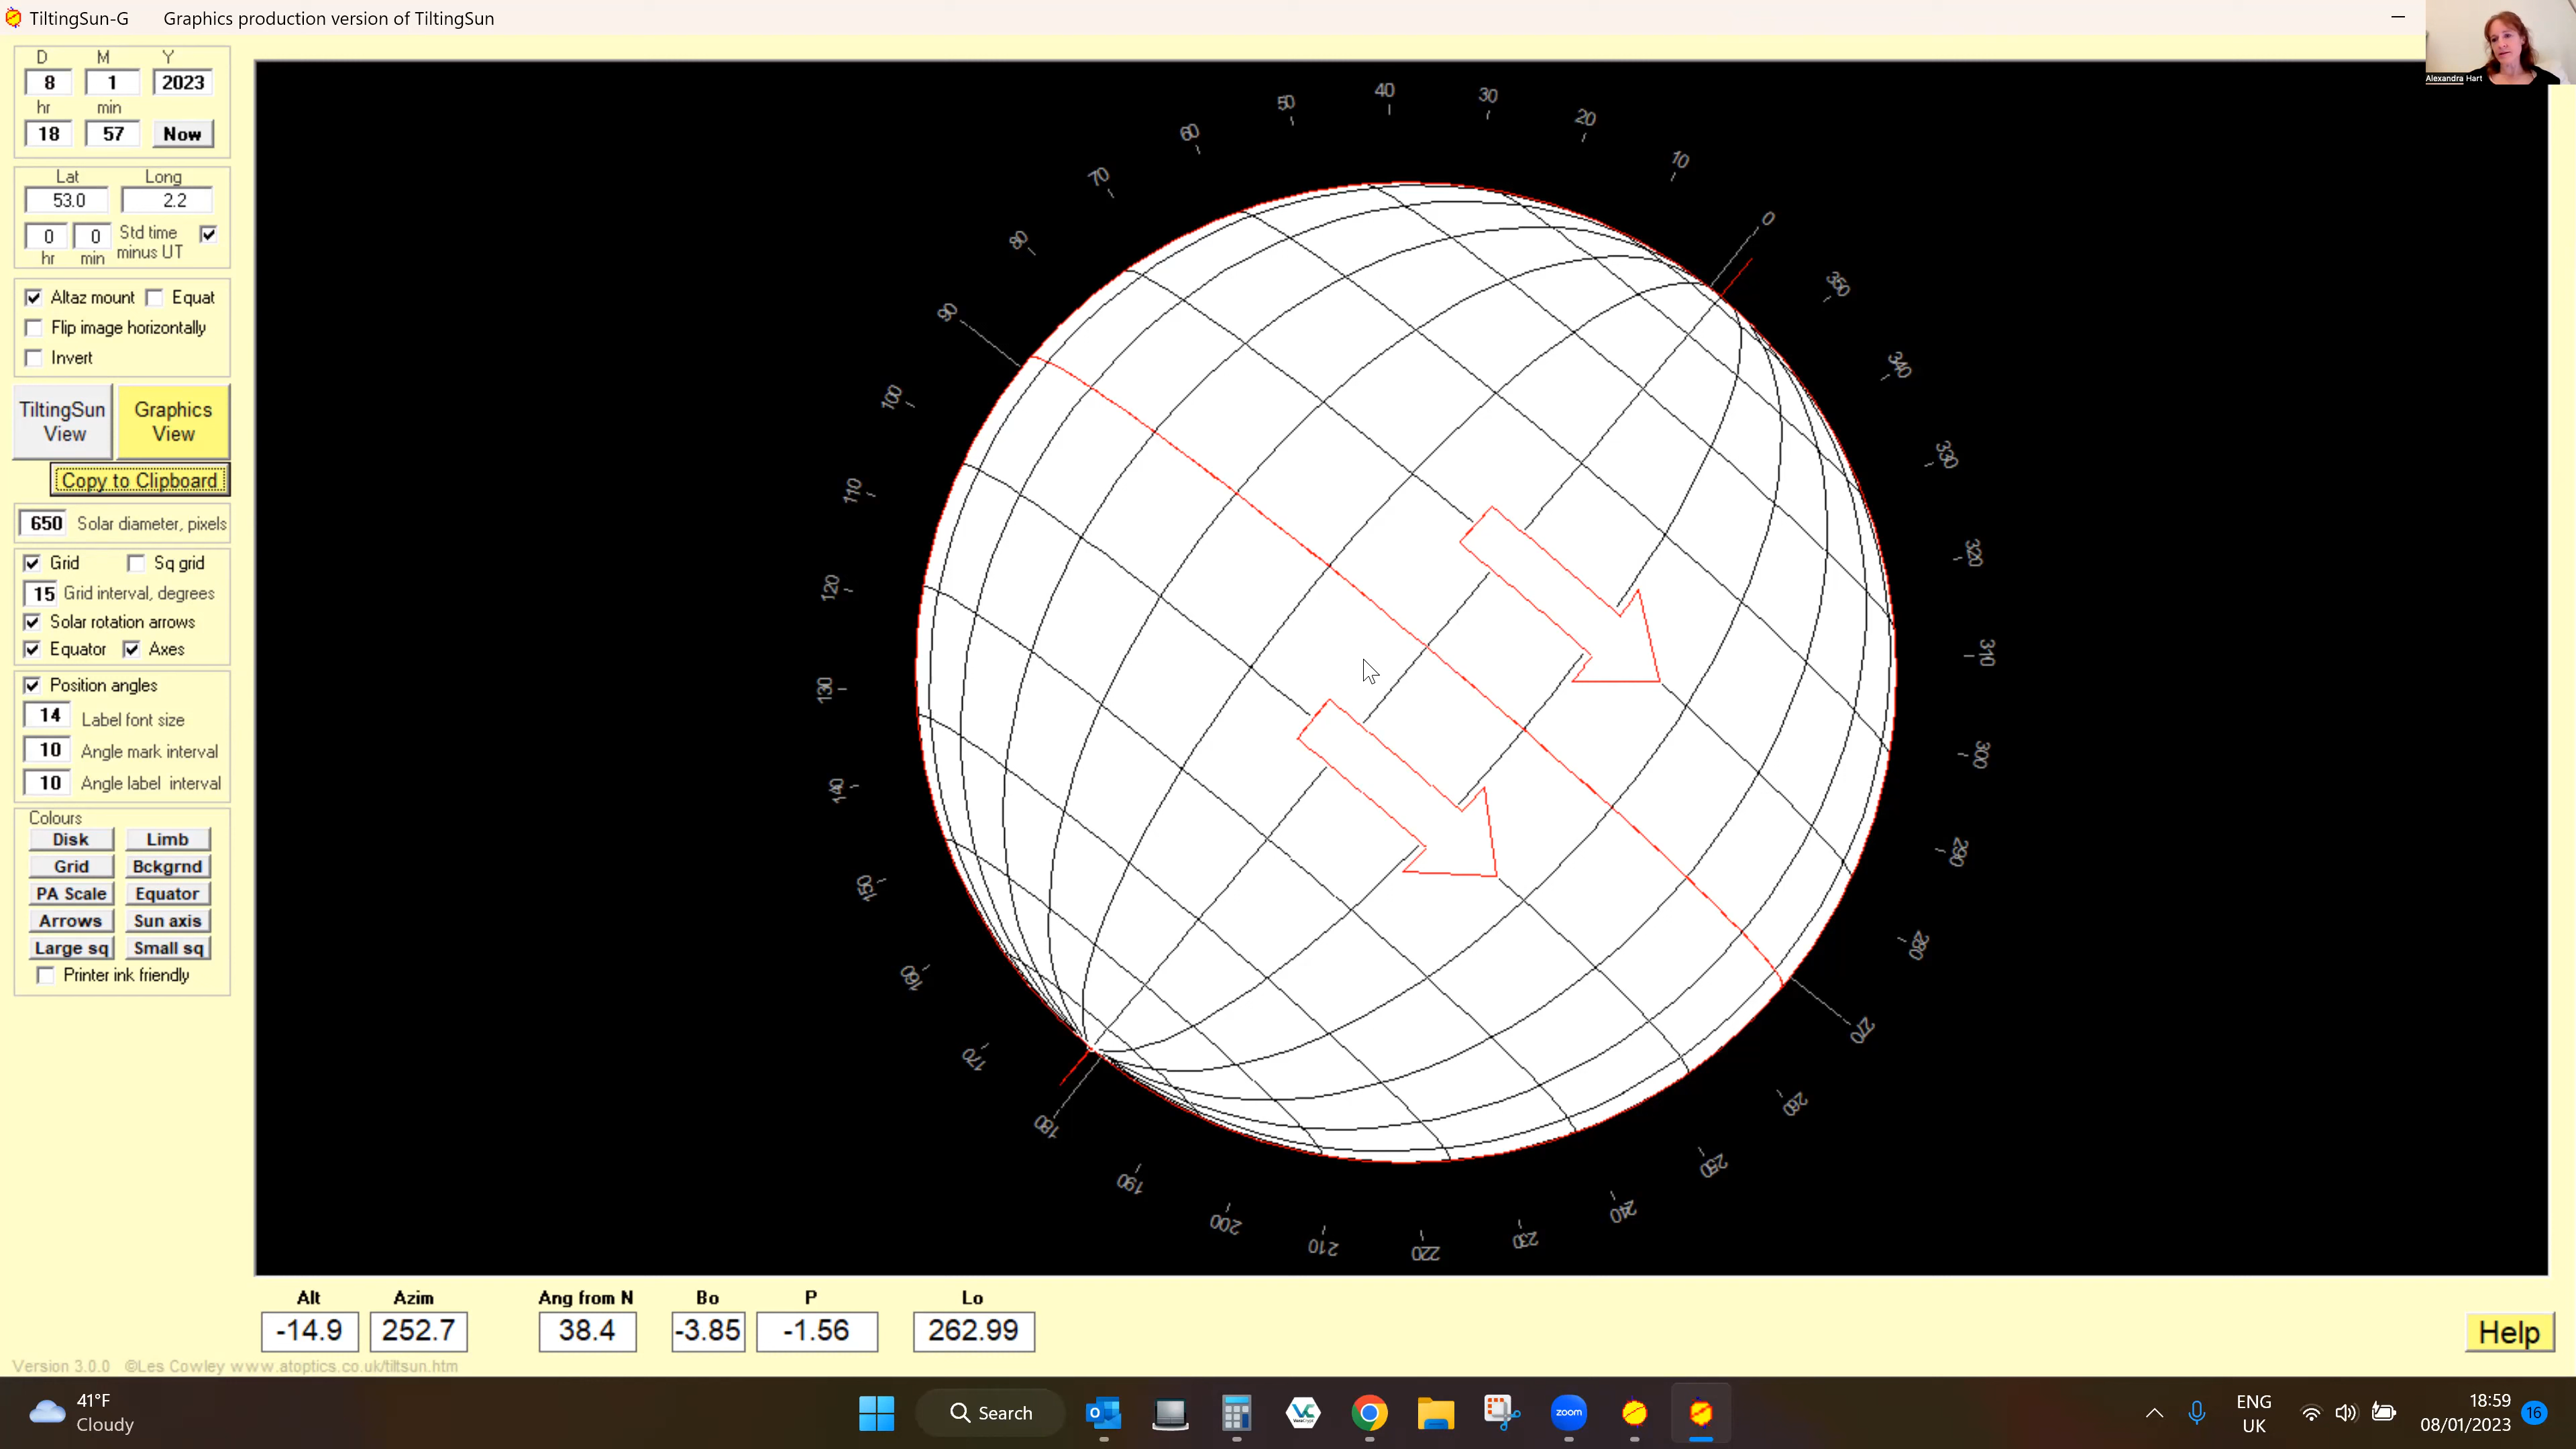 TiltingSun-G Graphics production version of TiltingSun
Alexandra Hart
D M Y
8 1 2023
hr min
18 57 Now
Lat Long
53.0 2.2
0 0 Std time minus UT
hr min
Altaz mount Equat
Flip image horizontally
Invert
TiltingSun View
Graphics View
Copy to Clipboard
650 Solar diameter, pixels
Grid Sq grid
15 Grid interval, degrees
Solar rotation arrows
Equator Axes
Position angles
14 Label font size
10 Angle mark interval
10 Angle label interval
Colours
Disk Limb
Grid Bckgrnd
PA Scale Equator
Arrows Sun axis
Large sq Small sq
Printer ink friendly
0
10
20
30
40
50
60
70
80
90
100
110
120
130
140
150
160
170
180
190
200
210
220
230
240
250
260
270
280
290
300
310
320
330
340
350
Alt Azim Ang from N Bo P Lo
-14.9 252.7 38.4 -3.85 -1.56 262.99
Help
Version 3.0.0 ©Les Cowley www.atoptics.co.uk/tiltsun.htm
41°F
Cloudy
Search
zoom
ENG
UK
18:59
08/01/2023
16